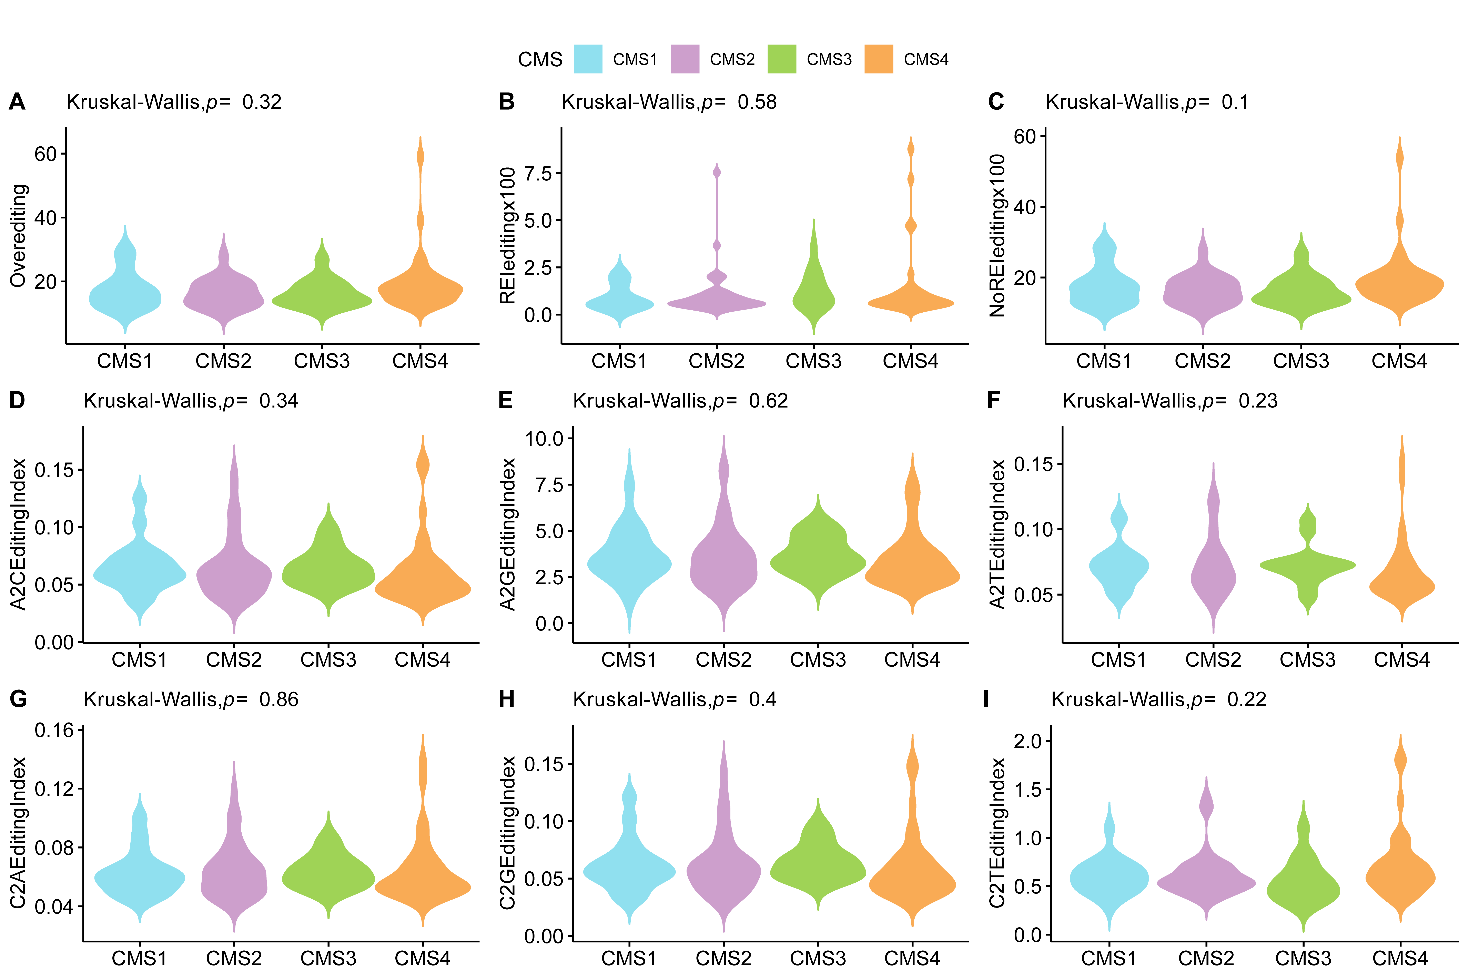 CMS CMS1 CMS2 CMS3 CMS4
A Kruskal-Wallis,p= 0.32
Overediting
60
40
20
CMS1 CMS2 CMS3 CMS4
B Kruskal-Wallis,p= 0.58
REIeditingx100
7.5
5.0
2.5
0.0
CMS1 CMS2 CMS3 CMS4
C Kruskal-Wallis,p= 0.1
NoREIeditingx100
60
40
20
CMS1 CMS2 CMS3 CMS4
D Kruskal-Wallis,p= 0.34
A2CEditingIndex
0.15
0.10
0.05
0.00
CMS1 CMS2 CMS3 CMS4
E Kruskal-Wallis,p= 0.62
A2GEditingIndex
10.0
7.5
5.0
2.5
0.0
CMS1 CMS2 CMS3 CMS4
F Kruskal-Wallis,p= 0.23
A2TEditingIndex
0.15
0.10
0.05
CMS1 CMS2 CMS3 CMS4
G Kruskal-Wallis,p= 0.86
C2AEditingIndex
0.16
0.12
0.08
0.04
CMS1 CMS2 CMS3 CMS4
H Kruskal-Wallis,p= 0.4
C2GEditingIndex
0.15
0.10
0.05
0.00
CMS1 CMS2 CMS3 CMS4
I Kruskal-Wallis,p= 0.22
C2TEditingIndex
2.0
1.5
1.0
0.5
0.0
CMS1 CMS2 CMS3 CMS4